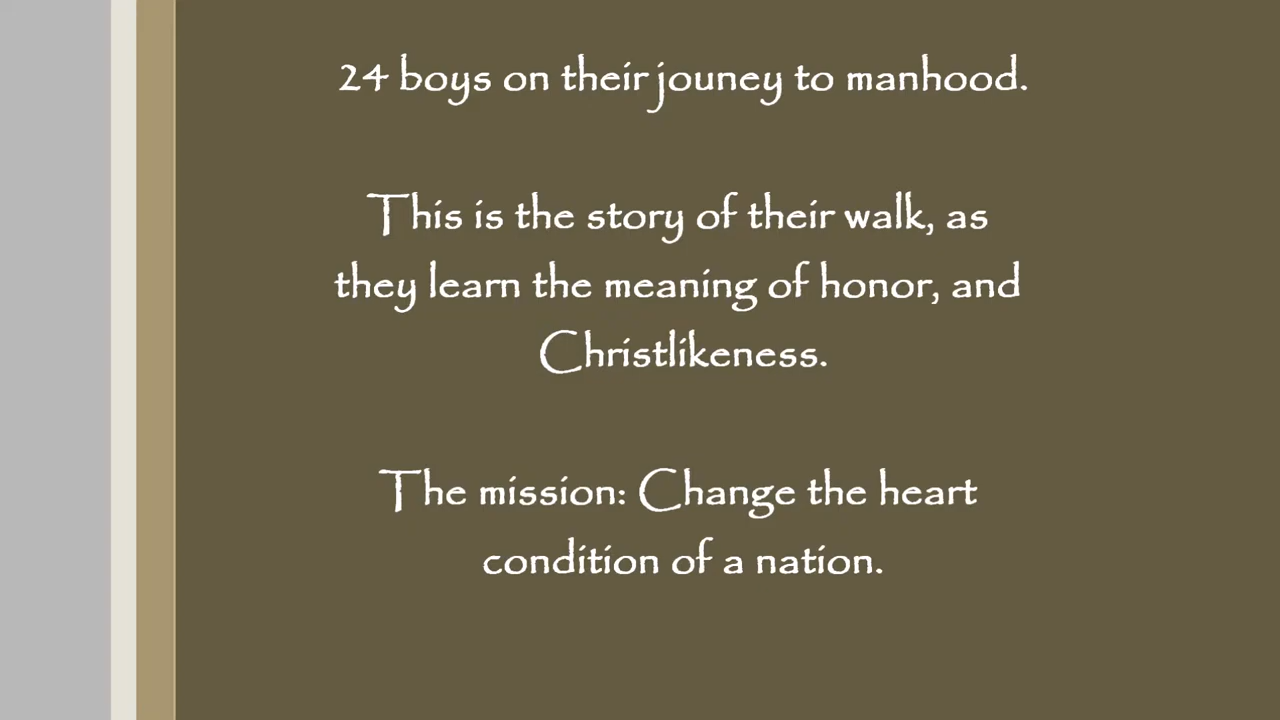 24 boys on their jouney to manhood.
This is the story of their walk, as
they learn the meaning of honor, and
Christlikeness.
The mission: Change the heart
condition of a nation.